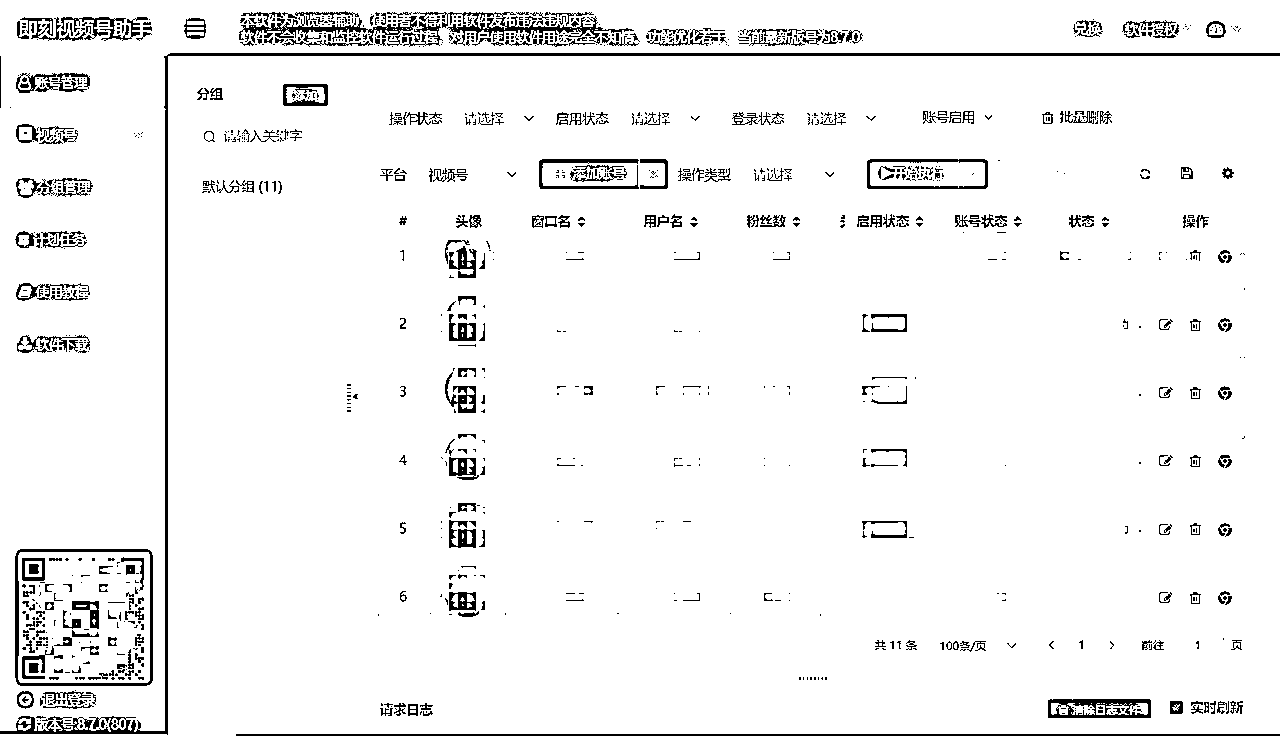 即刻视频号助手
本软件为浏览器辅助，使用者不得利用软件发布违法违规内容，
软件不会收集和监控软件运行过程，对用户使用软件用途完全不知情。功能优化若干，当前最新版号为8.7.0
兑换
软件授权
账号管理
视频号
分组管理
计划任务
使用教程
软件下载
退出登录
版本号:8.7.0(807)
分组
添加
请输入关键字
默认分组 (11)
操作状态 请选择 启用状态 请选择 登录状态 请选择 账号启用 批量删除
平台 视频号 添加账号 操作类型 请选择 开始执行
# 头像 窗口名 用户名 粉丝数 启用状态 账号状态 状态 操作
1
2
3
4
5
6
共 11 条 100条/页 1 前往 1 页
请求日志
清除日志文件 实时刷新